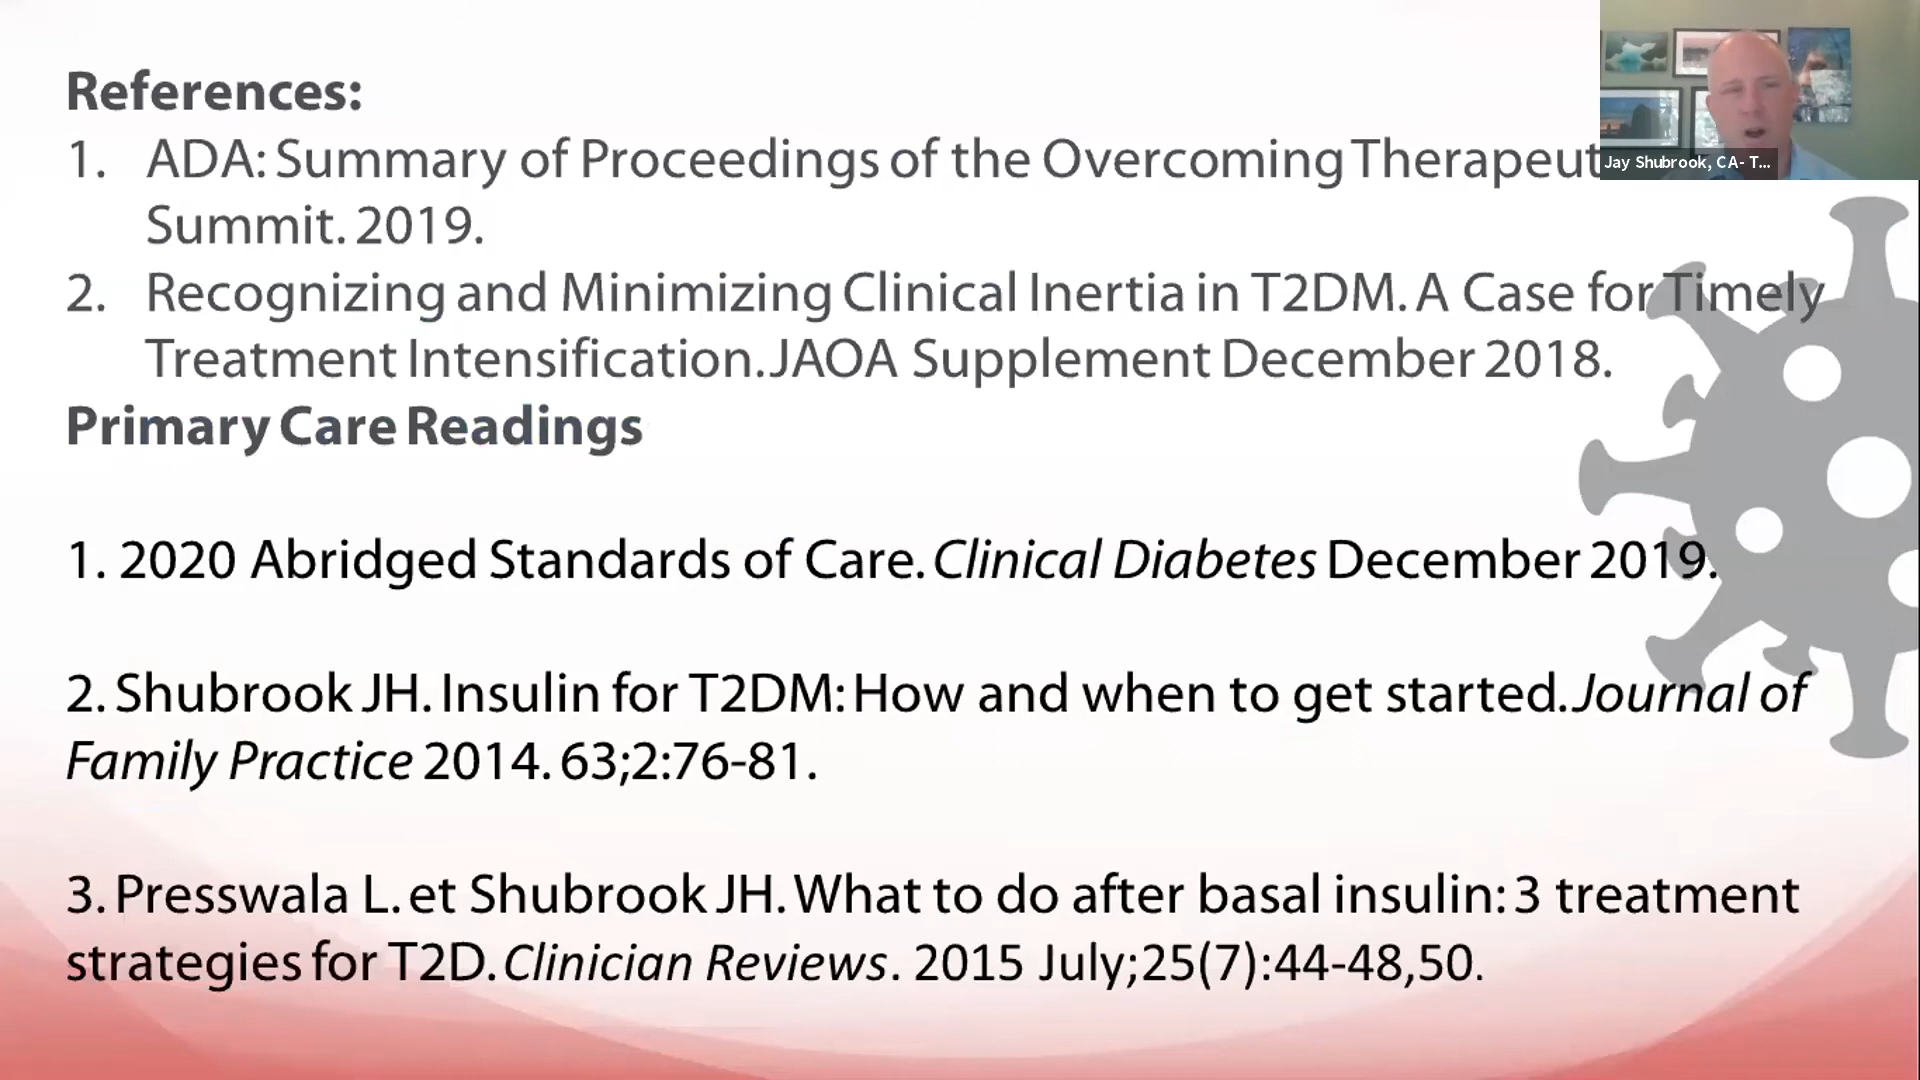 References:
1. ADA: Summary of Proceedings of the Overcoming Therapeut
Summit. 2019.
2. Recognizing and Minimizing Clinical Inertia in T2DM. A Case for Timely
Treatment Intensification. JAOA Supplement December 2018.
Primary Care Readings
1. 2020 Abridged Standards of Care. Clinical Diabetes December 2019.
2. Shubrook JH. Insulin for T2DM: How and when to get started. Journal of
Family Practice 2014. 63;2:76-81.
3. Presswala L. et Shubrook JH. What to do after basal insulin: 3 treatment
strategies for T2D. Clinician Reviews. 2015 July;25(7):44-48,50.
Jay Shubrook, CA- T...